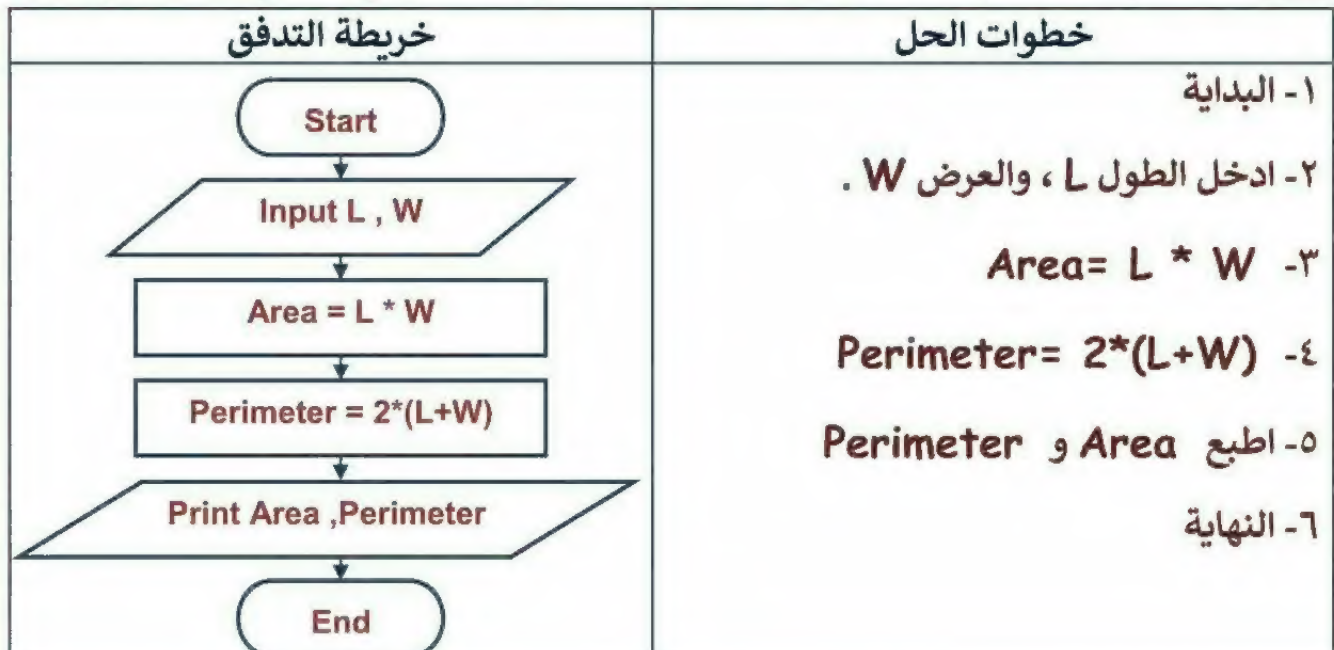 خطوات الحل
١- البداية
٢- ادخل الطول L ، والعرض W .
٣- Area= L * W
٤- Perimeter= 2*(L+W)
٥- اطبع Area و Perimeter
٦- النهاية
خريطة التدفق
Start
Input L , W
Area = L * W
Perimeter = 2*(L+W)
Print Area ,Perimeter
End